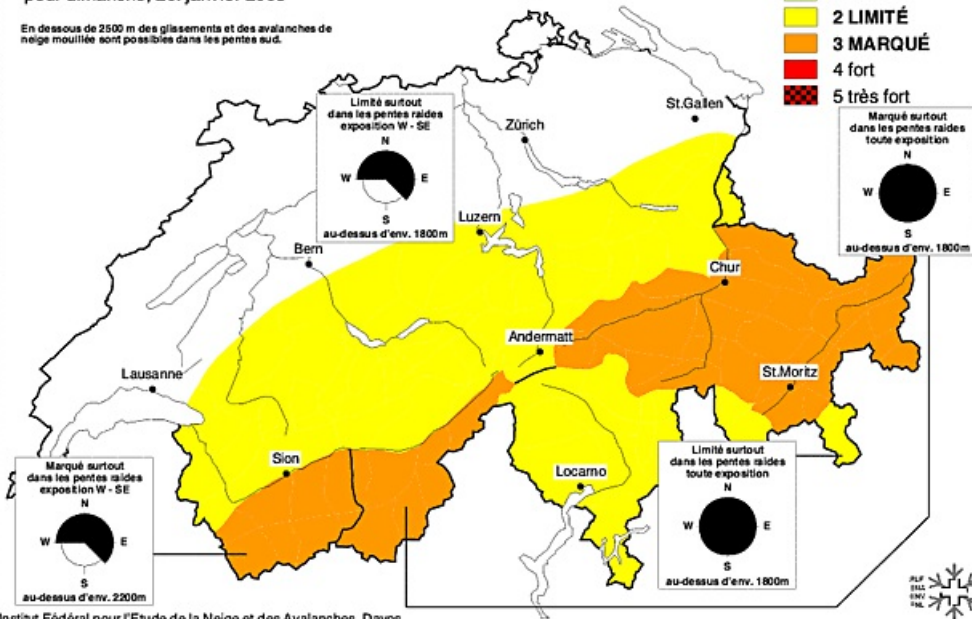 En dessous de 2500 m des glissements et des avalanches de
neige mouillée sont possibles dans les pentes sud.
2 LIMITÉ
3 MARQUÉ
4 fort
5 très fort
Limité surtout
dans les pentes raides
exposition W - SE
N
W
E
S
au-dessus d'env. 1800m
Marqué surtout
dans les pentes raides
toute exposition
N
W
E
S
au-dessus d'env. 1800m
St.Gallen
Zürich
Luzern
Bern
Chur
Andermatt
Lausanne
St.Moritz
Sion
Locarno
Marqué surtout
dans les pentes raides
exposition W - SE
N
W
E
S
au-dessus d'env. 2200m
Limité surtout
dans les pentes raides
toute exposition
N
W
E
S
au-dessus d'env. 1800m
Institut Fédéral pour l'Etude de la Neige et des Avalanches, Davos